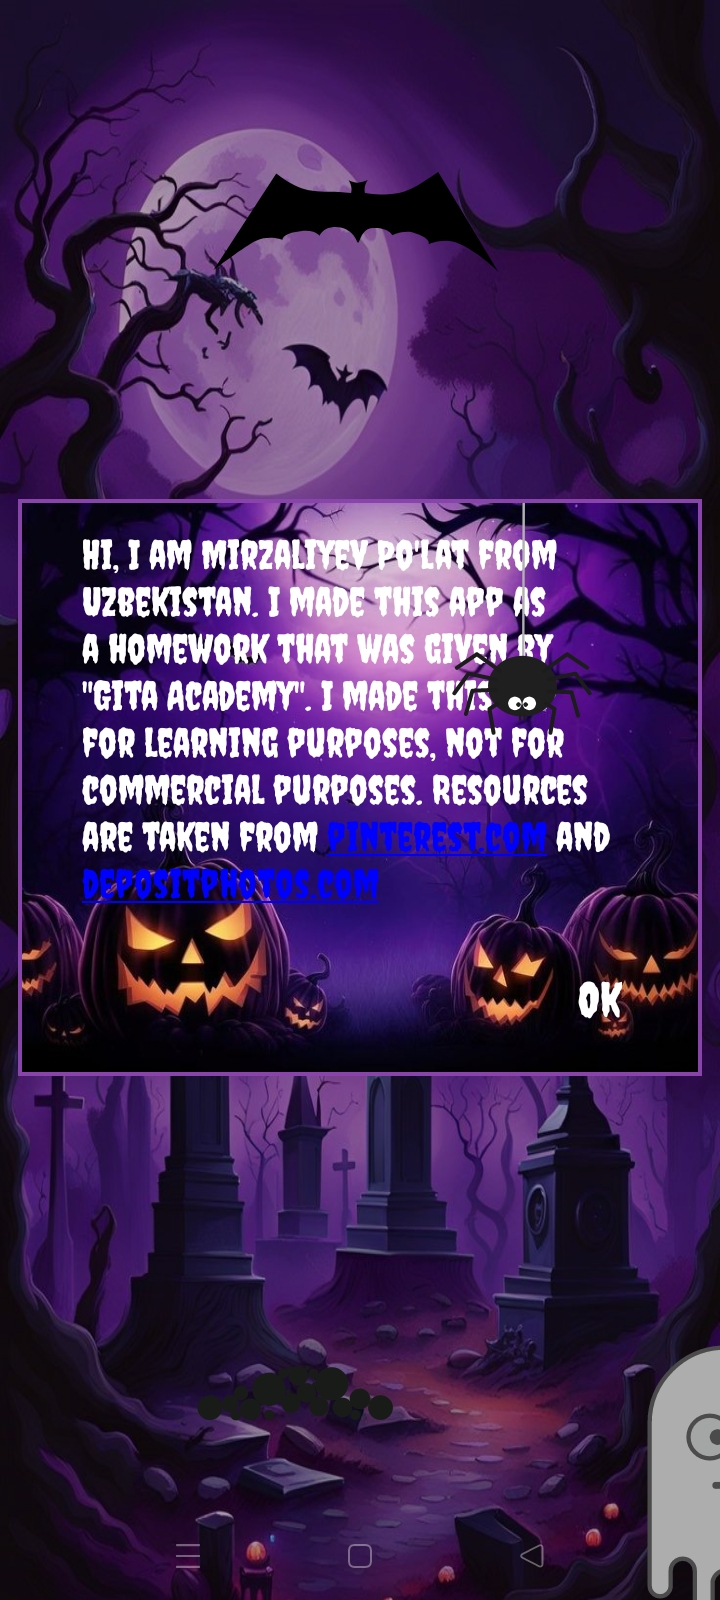 HI, I AM MIRZALIYEV PO'LAT FROM
UZBEKISTAN. I MADE THIS APP AS
A HOMEWORK THAT WAS GIVEN BY
"GITA ACADEMY". I MADE THIS
FOR LEARNING PURPOSES, NOT FOR
COMMERCIAL PURPOSES. RESOURCES
ARE TAKEN FROM PINTEREST.COM AND
DEPOSITPHOTOS.COM
OK